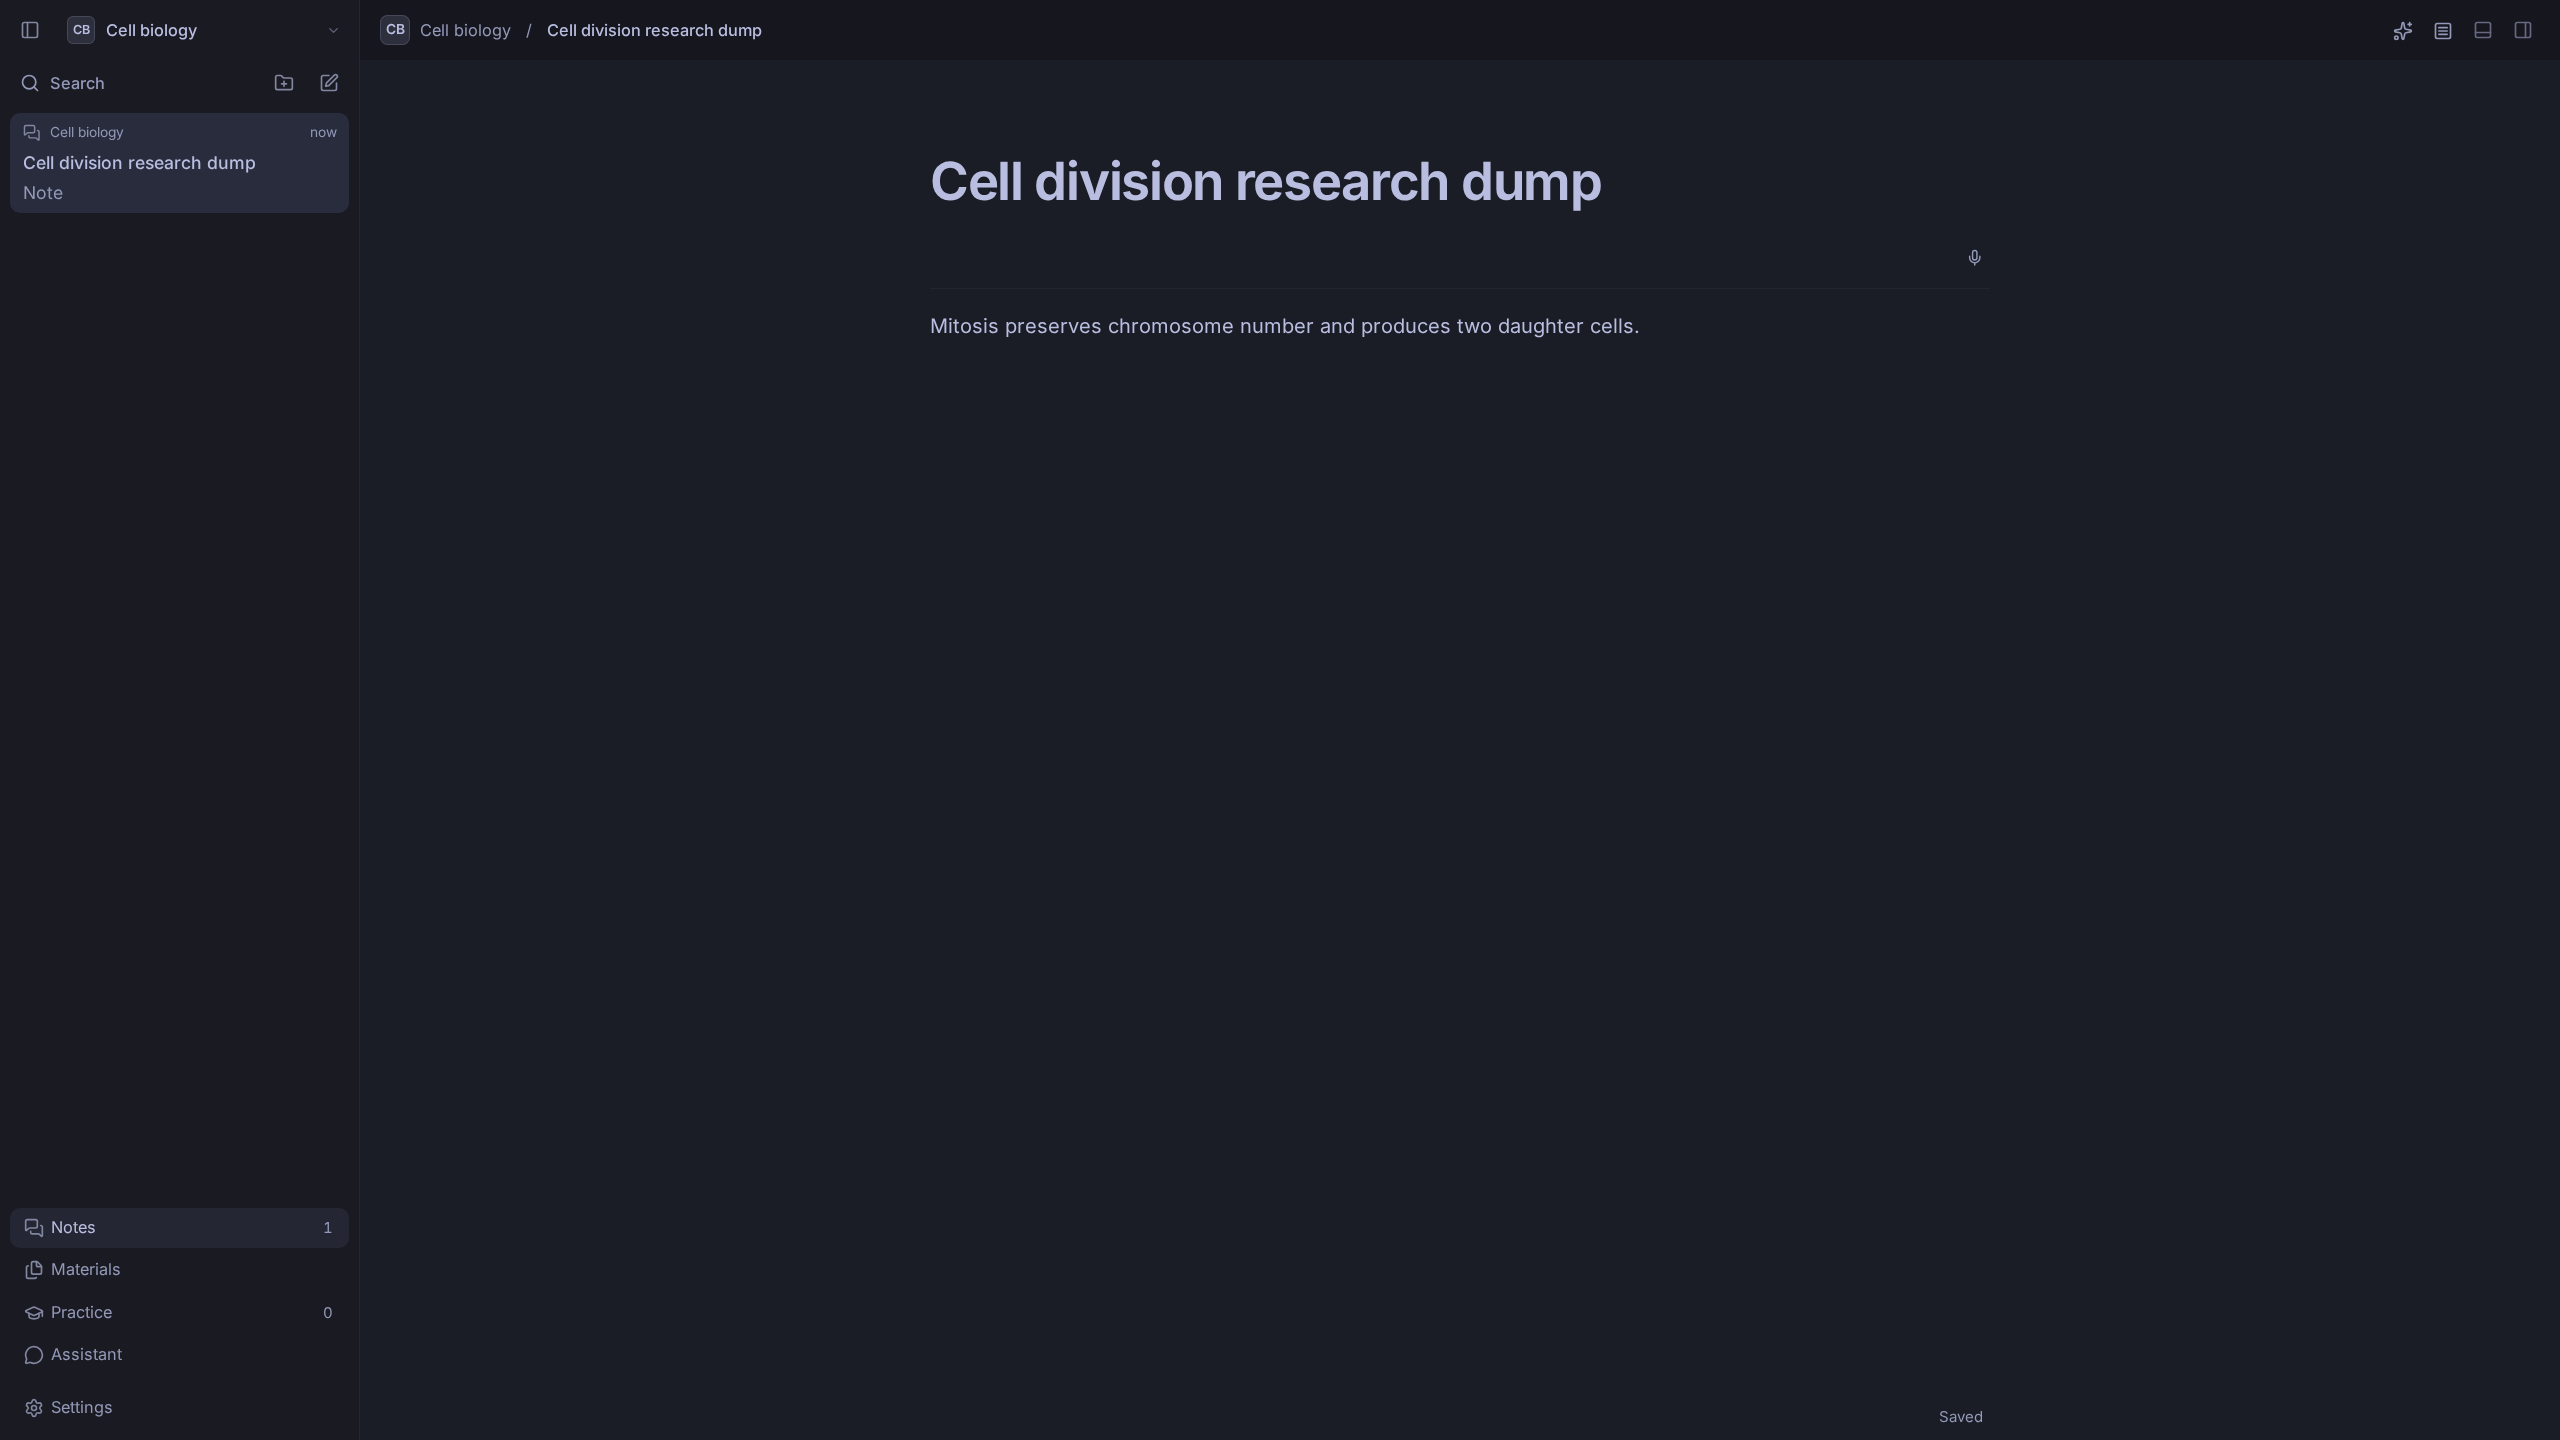 CB Cell biology
Search
Cell biology now
Cell division research dump
Note
Notes 1
Materials
Practice 0
Assistant
Settings
CB Cell biology / Cell division research dump
Cell division research dump
Mitosis preserves chromosome number and produces two daughter cells.
Saved